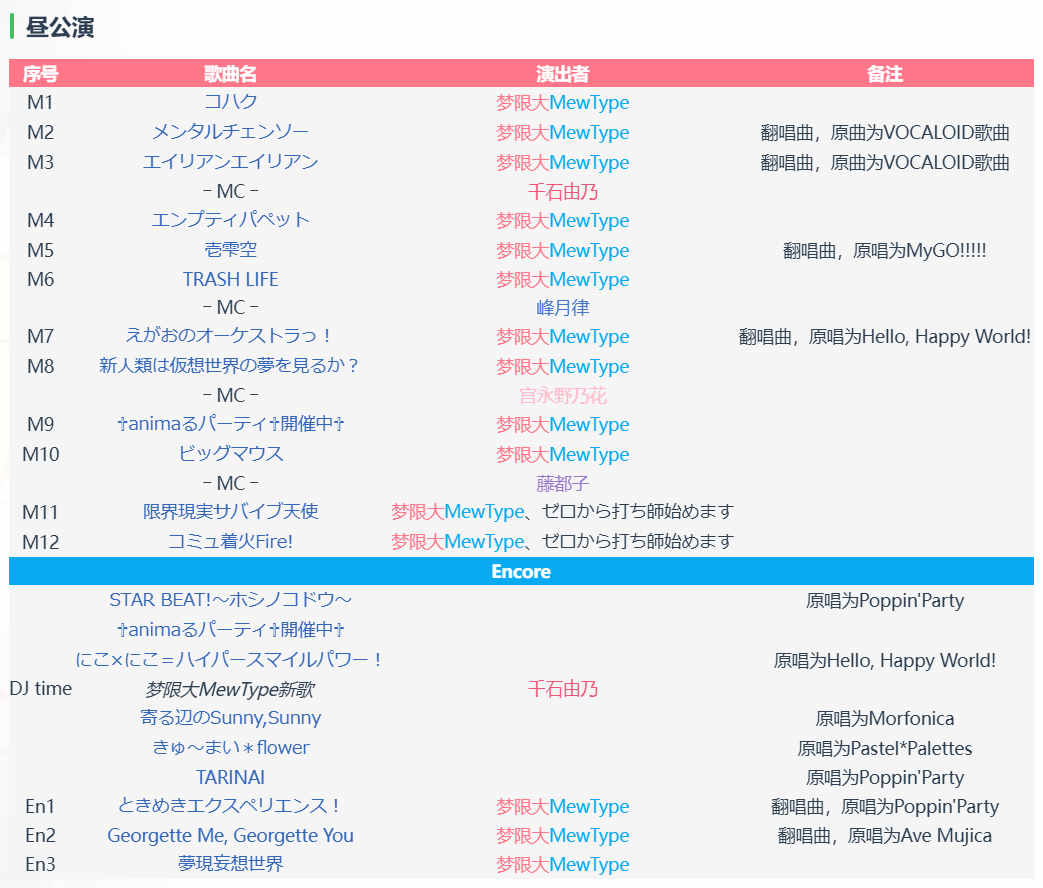 昼公演
序号 歌曲名 演出者 备注
M1 コハク 梦限大MewType
M2 メンタルチェンソー 梦限大MewType 翻唱曲，原曲为VOCALOID歌曲
M3 エイリアンエイリアン 梦限大MewType 翻唱曲，原曲为VOCALOID歌曲
- MC - 千石由乃
M4 エンプティパペット 梦限大MewType
M5 壱雫空 梦限大MewType 翻唱曲，原唱为MyGO!!!!!
M6 TRASH LIFE 梦限大MewType
- MC - 峰月律
M7 えがおのオーケストラっ！ 梦限大MewType 翻唱曲，原唱为Hello, Happy World!
M8 新人類は仮想世界の夢を見るか？ 梦限大MewType
- MC - 宫永野乃花
M9 ♱animaるパーティ♱開催中♱ 梦限大MewType
M10 ビッグマウス 梦限大MewType
- MC - 藤都子
M11 限界現実サバイブ天使 梦限大MewType、ゼロから打ち師始めます
M12 コミュ着火Fire! 梦限大MewType、ゼロから打ち師始めます
Encore
STAR BEAT!～ホシノコドウ～ 原唱为Poppin'Party
♱animaるパーティ♱開催中♱
にこ×にこ＝ハイパースマイルパワー！ 原唱为Hello, Happy World!
DJ time 梦限大MewType新歌 千石由乃
寄る辺のSunny,Sunny 原唱为Morfonica
きゅ～まい＊flower 原唱为Pastel*Palettes
TARINAI 原唱为Poppin'Party
En1 ときめきエクスペリエンス！ 梦限大MewType 翻唱曲，原唱为Poppin'Party
En2 Georgette Me, Georgette You 梦限大MewType 翻唱曲，原唱为Ave Mujica
En3 夢現妄想世界 梦限大MewType